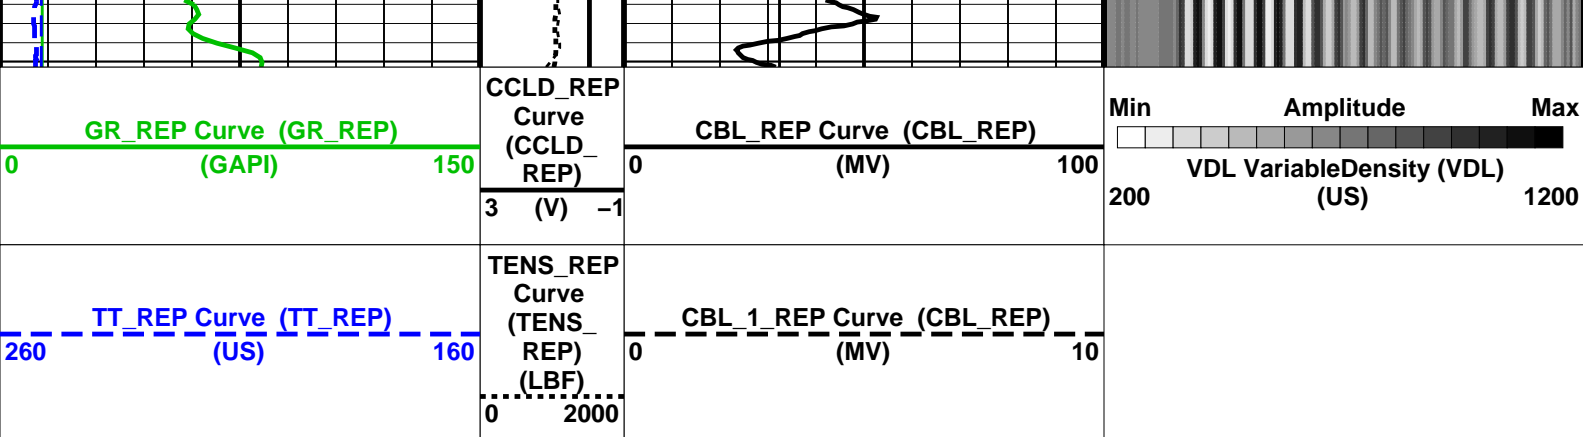 GR_REP Curve (GR_REP)
0 (GAPI) 150
CCLD_REP
Curve
(CCLD_
REP)
3 (V) −1
CBL_REP Curve (CBL_REP)
0 (MV) 100
Min Amplitude Max
VDL VariableDensity (VDL)
200 (US) 1200
TT_REP Curve (TT_REP)
260 (US) 160
TENS_REP
Curve
(TENS_
REP)
(LBF)
0 2000
CBL_1_REP Curve (CBL_REP)
0 (MV) 10